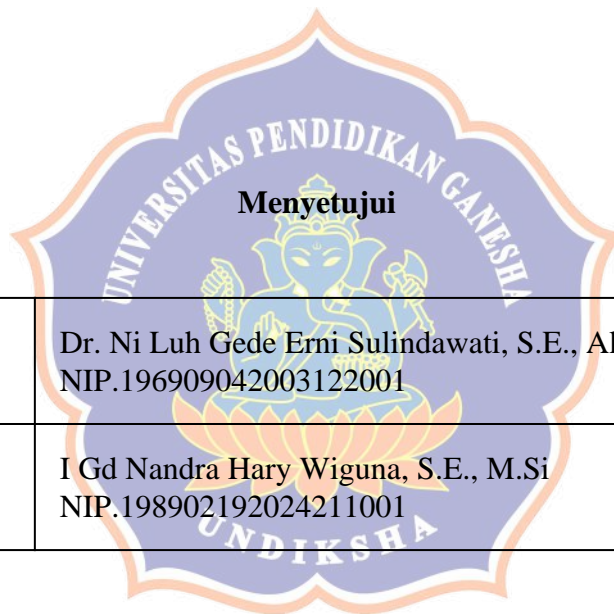 UNIVERSITAS PENDIDIKAN GANESHA
Menyetujui
Dr. Ni Luh Gede Erni Sulindawati, S.E.,
NIP.196909042003122001
I Gd Nandra Hary Wiguna, S.E., M.Si
NIP.198902192024211001
UNDIKSHA